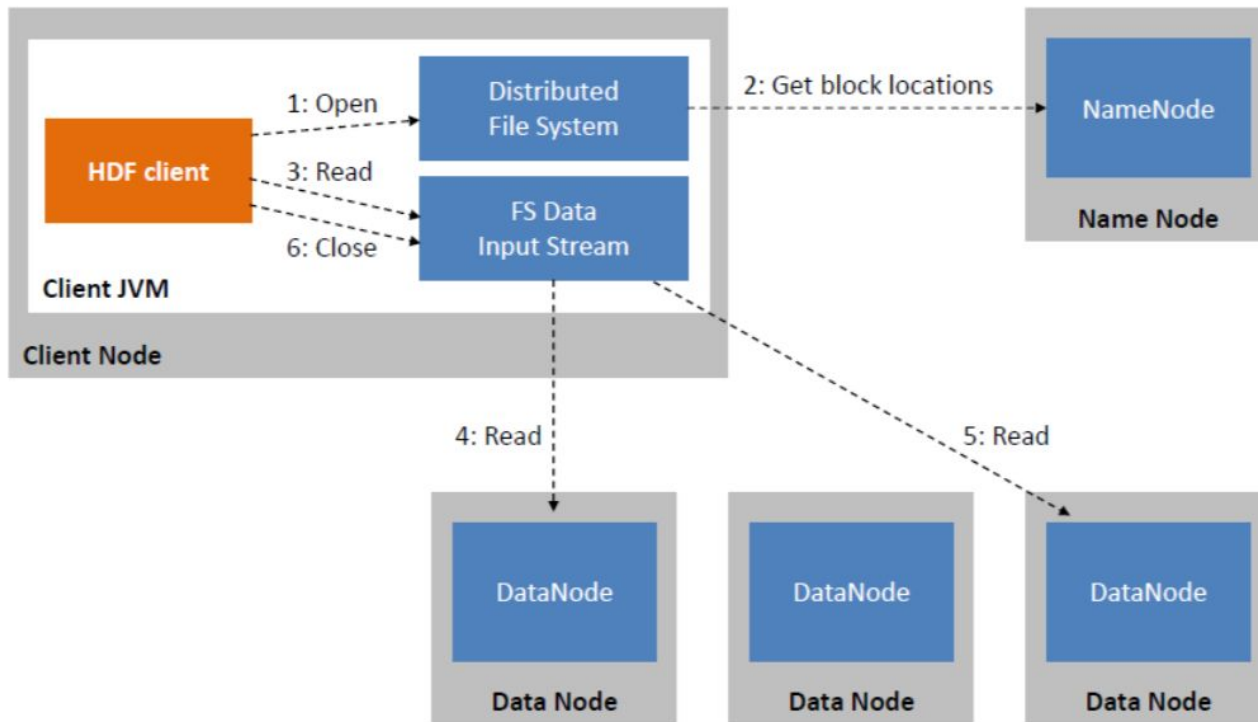 Distributed
File System
1: Open
2: Get block locations
NameNode
HDF client
3: Read
FS Data
Input Stream
6: Close
Name Node
Client JVM
Client Node
4: Read
5: Read
DataNode
DataNode
DataNode
Data Node
Data Node
Data Node